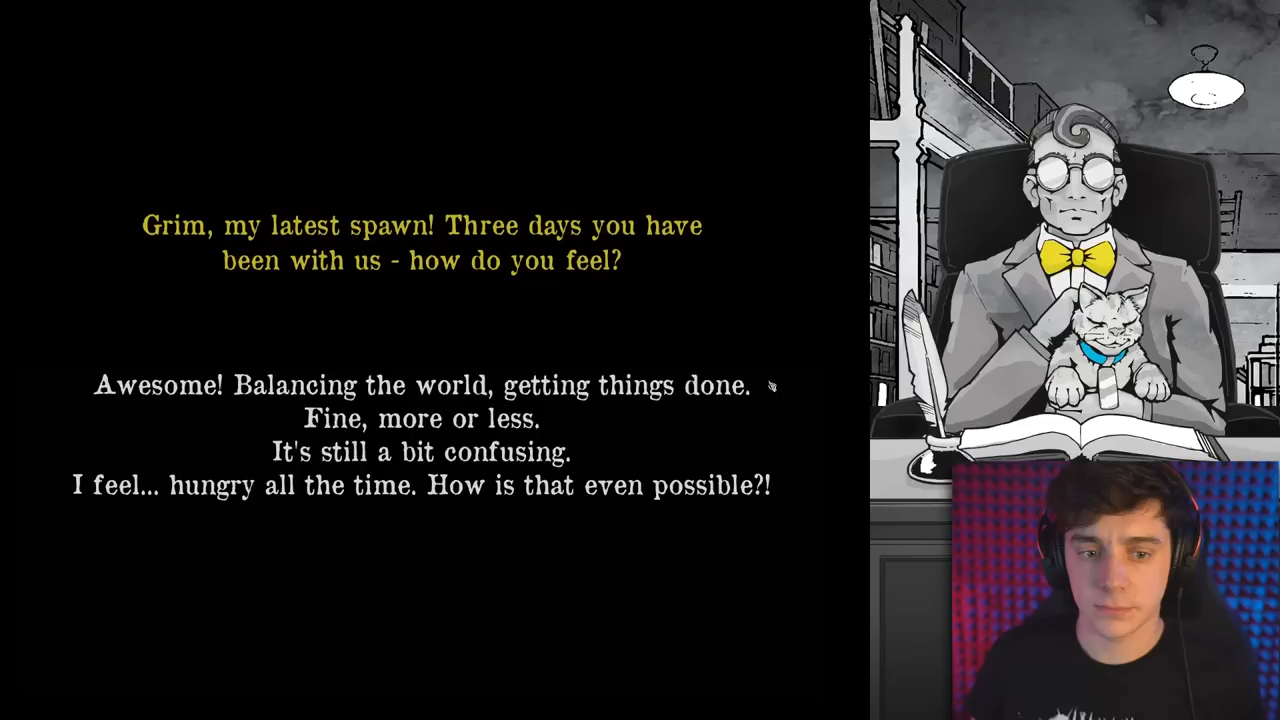 Grim, my latest spawn! Three days you have
been with us - how do you feel?
Awesome! Balancing the world, getting things done.
Fine, more or less.
It's still a bit confusing.
I feel... hungry all the time. How is that even possible?!